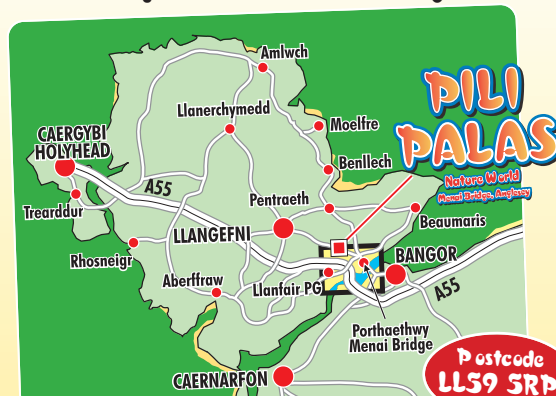 Amlwch
Llanerchymedd
Moelfre
CAERGYBI
HOLYHEAD
Benllech
PILI
PALAS
Nature World
Menai Bridge, Anglesey
A55
Trearddur
Pentraeth
Beaumaris
LLANGEFNI
Rhosneigr
BANGOR
Aberffraw
Llanfair PG
A55
Porthaethwy
Menai Bridge
CAERNARFON
Postcode
LL59 5RP